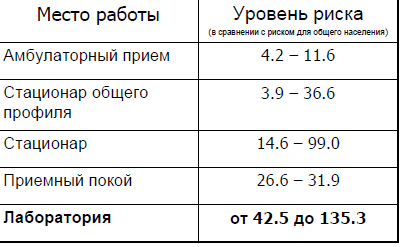 Место работы
Уровень риска
(в сравнении с риском для общего населения)
Амбулаторный прием
4.2 – 11.6
Стационар общего
профиля
3.9 – 36.6
Стационар
14.6 – 99.0
Приемный покой
26.6 – 31.9
Лаборатория
от 42.5 до 135.3